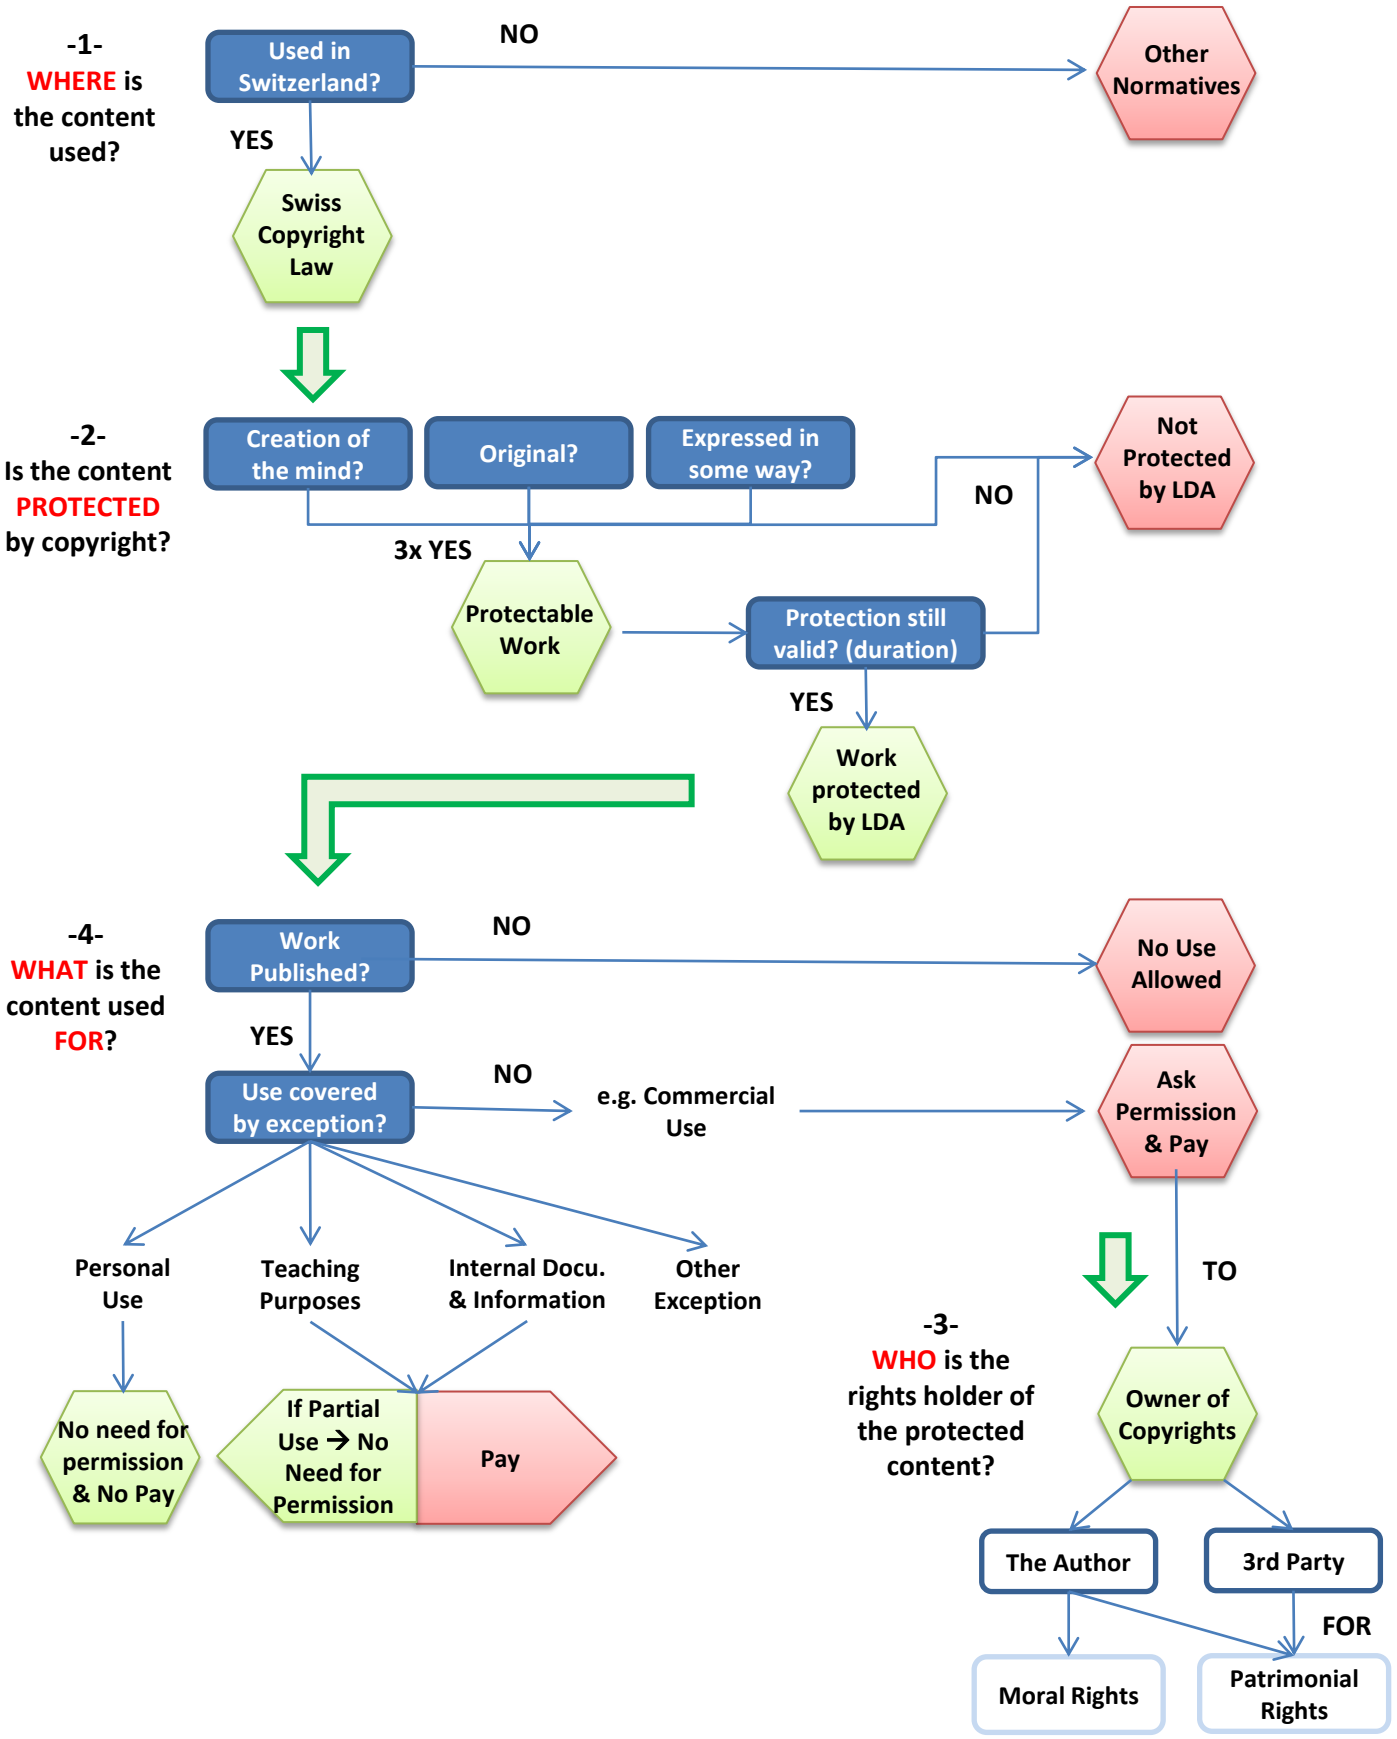 -1-
WHERE is
the content
used?
Used in
Switzerland?
NO
Other
Normatives
YES
Swiss
Copyright
Law
-2-
Is the content
PROTECTED
by copyright?
Creation of
the mind?
Original?
Expressed in
some way?
NO
Not
Protected
by LDA
3x YES
Protectable
Work
Protection still
valid? (duration)
YES
Work
protected
by LDA
-4-
WHAT is the
content used
FOR?
Work
Published?
NO
No Use
Allowed
YES
Use covered
by exception?
NO
e.g. Commercial
Use
Ask
Permission
& Pay
Personal
Use
Teaching
Purposes
Internal Docu.
& Information
Other
Exception
TO
No need for
permission
& No Pay
If Partial
Use → No
Need for
Permission
Pay
-3-
WHO is the
rights holder of
the protected
content?
Owner of
Copyrights
The Author
3rd Party
FOR
Moral Rights
Patrimonial
Rights